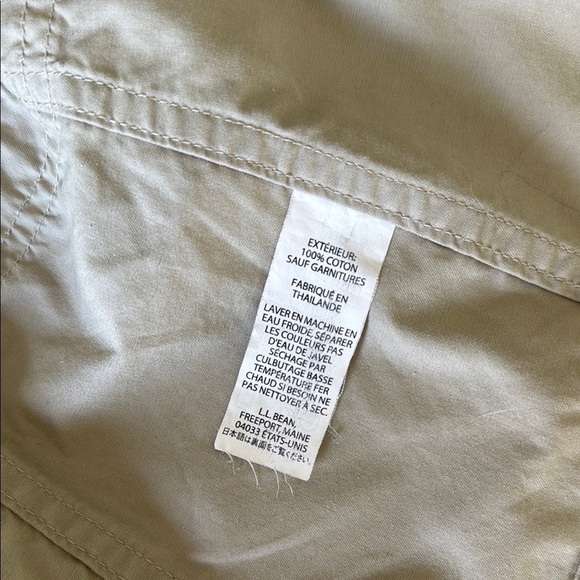 EXTÉRIEUR:
100% COTON
SAUF GARNITURES
FABRIQUÉ EN
THAILANDE
LAVER EN MACHINE EN
EAU FROIDE, SÉPARER
LES COULEURS PAS
D'EAU DE JAVEL
SÉCHAGE PAR
CULBUTAGE BASSE
TEMPÉRATURE FER
CHAUD SI BESOIN NE
PAS NETTOYER À SEC.
L.L. BEAN,
FREEPORT, MAINE
04033 ÉTATS-UNIS
日本語は裏面をご覧ください。